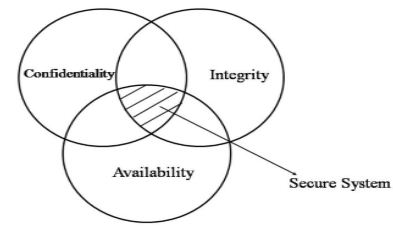 Confidentiality
Integrity
Availability
Secure System